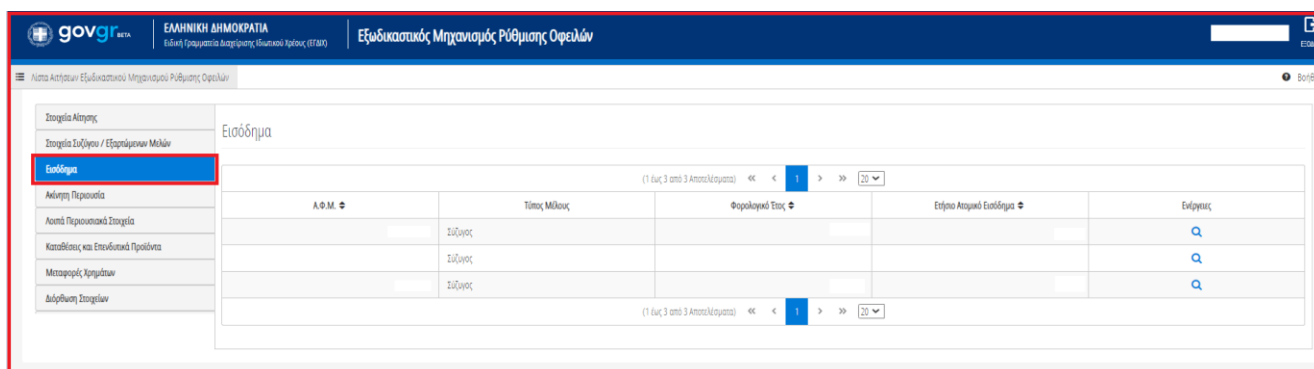 govgr BETA
ΕΛΛΗΝΙΚΗ ΔΗΜΟΚΡΑΤΙΑ
Ειδική Γραμματεία Διαχείρισης Ιδιωτικού Χρέους (ΕΓΔΙΧ)
Εξωδικαστικός Μηχανισμός Ρύθμισης Οφειλών
Λίστα Αιτήσεων Εξωδικαστικού Μηχανισμού Ρύθμισης Οφειλών
Στοιχεία Αίτησης
Στοιχεία Συζύγου / Εξαρτώμενων Μελών
Εισόδημα
Ακίνητη Περιουσία
Λοιπά Περιουσιακά Στοιχεία
Καταθέσεις και Επενδυτικά Προϊόντα
Μεταφορές Χρημάτων
Διόρθωση Στοιχείων
Εισόδημα
(1 έως 3 από 3 Αποτελέσματα) « < 1 > » 20
Α.Φ.Μ. Τύπος Μέλους Φορολογικό Έτος Ετήσιο Ατομικό Εισόδημα Ενέργειες
Σύζυγος
Σύζυγος
Σύζυγος
(1 έως 3 από 3 Αποτελέσματα) « < 1 > » 20